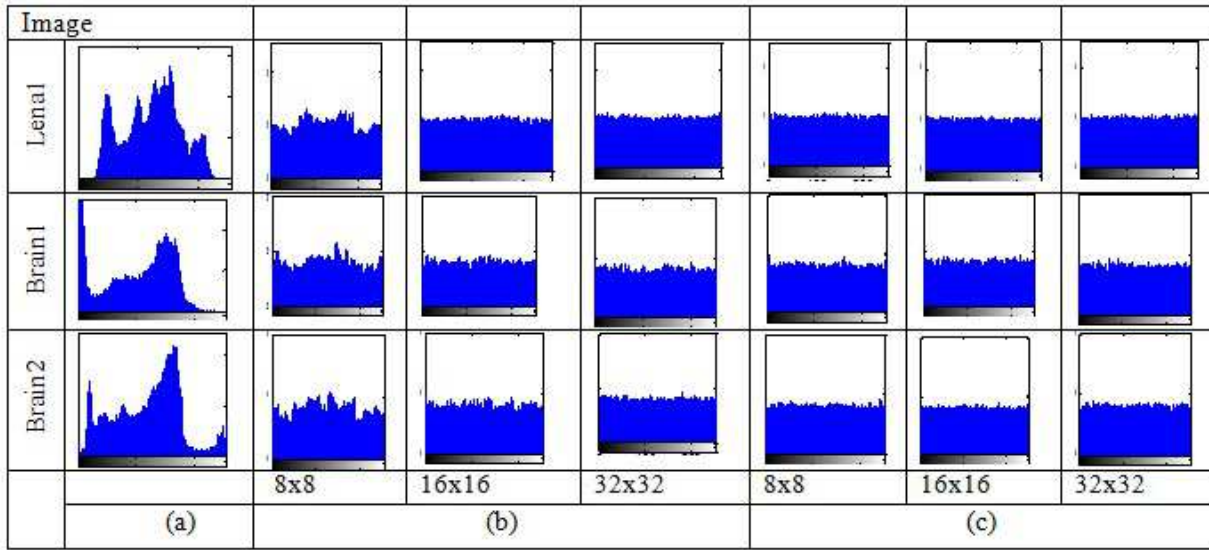 Image
Lena1
Brain1
Brain2
8x8 16x16 32x32 8x8 16x16 32x32
(a) (b) (c)